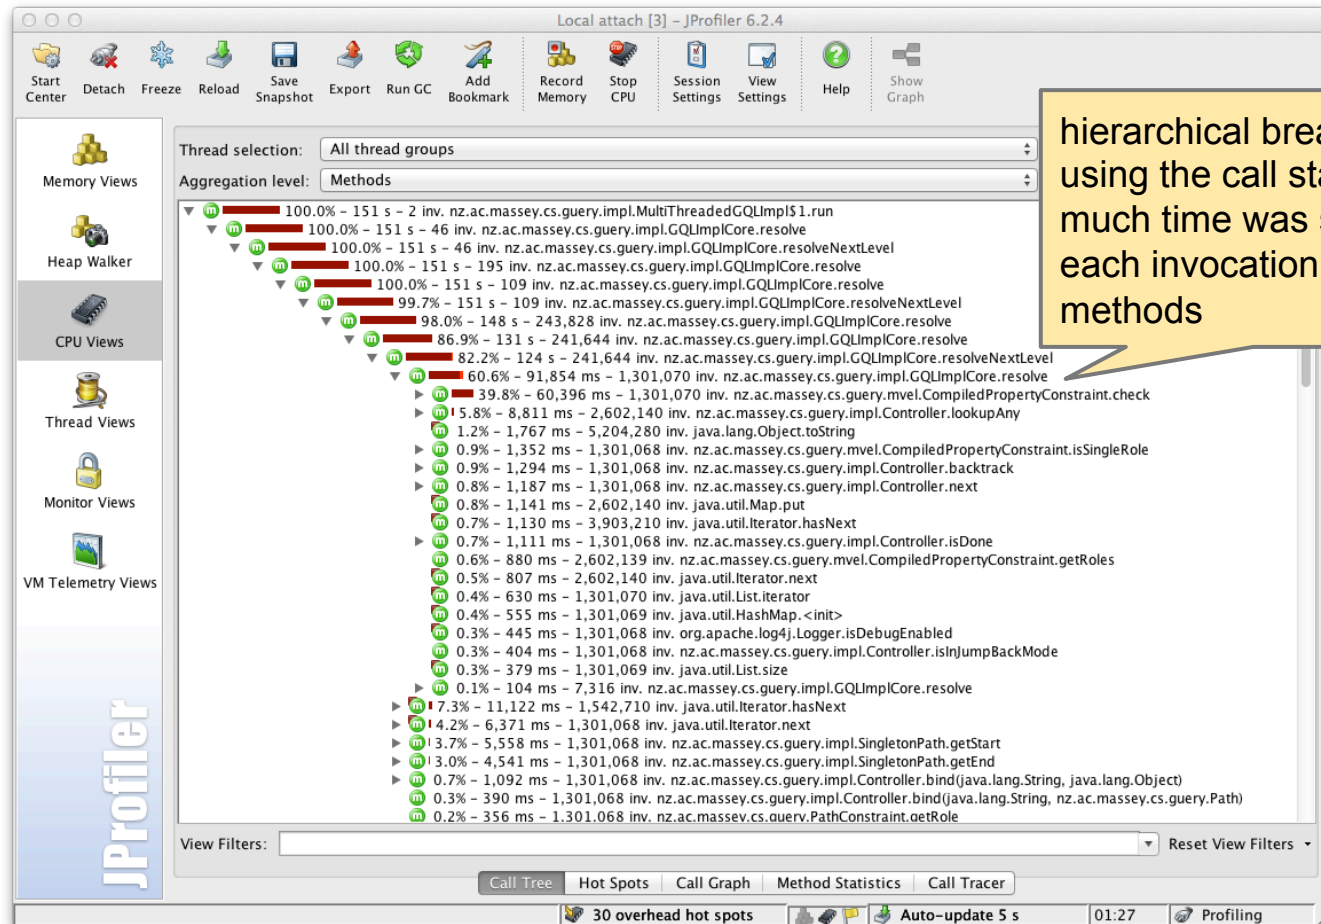 Local attach [3] – JProfiler 6.2.4
Start Center
Detach
Freeze
Reload
Save Snapshot
Export
Run GC
Add Bookmark
Record Memory
Stop CPU
Session Settings
View Settings
Help
Show Graph
hierarchical brea
using the call sta
much time was s
each invocation
methods
Memory Views
Heap Walker
CPU Views
Thread Views
Monitor Views
VM Telemetry Views
JProfiler
Thread selection: All thread groups
Aggregation level: Methods
100.0% – 151 s – 2 inv. nz.ac.massey.cs.guery.impl.MultiThreadedGQLImpl$1.run
100.0% – 151 s – 46 inv. nz.ac.massey.cs.guery.impl.GQLImplCore.resolve
100.0% – 151 s – 46 inv. nz.ac.massey.cs.guery.impl.GQLImplCore.resolveNextLevel
100.0% – 151 s – 195 inv. nz.ac.massey.cs.guery.impl.GQLImplCore.resolve
100.0% – 151 s – 109 inv. nz.ac.massey.cs.guery.impl.GQLImplCore.resolve
99.7% – 151 s – 109 inv. nz.ac.massey.cs.guery.impl.GQLImplCore.resolveNextLevel
98.0% – 148 s – 243,828 inv. nz.ac.massey.cs.guery.impl.GQLImplCore.resolve
86.9% – 131 s – 241,644 inv. nz.ac.massey.cs.guery.impl.GQLImplCore.resolve
82.2% – 124 s – 241,644 inv. nz.ac.massey.cs.guery.impl.GQLImplCore.resolveNextLevel
60.6% – 91,854 ms – 1,301,070 inv. nz.ac.massey.cs.guery.impl.GQLImplCore.resolve
39.8% – 60,396 ms – 1,301,070 inv. nz.ac.massey.cs.guery.mvel.CompiledPropertyConstraint.check
5.8% – 8,811 ms – 2,602,140 inv. nz.ac.massey.cs.guery.impl.Controller.lookupAny
1.2% – 1,767 ms – 5,204,280 inv. java.lang.Object.toString
0.9% – 1,352 ms – 1,301,068 inv. nz.ac.massey.cs.guery.mvel.CompiledPropertyConstraint.isSingleRole
0.9% – 1,294 ms – 1,301,068 inv. nz.ac.massey.cs.guery.impl.Controller.backtrack
0.8% – 1,187 ms – 1,301,068 inv. nz.ac.massey.cs.guery.impl.Controller.next
0.8% – 1,141 ms – 2,602,140 inv. java.util.Map.put
0.7% – 1,130 ms – 3,903,210 inv. java.util.Iterator.hasNext
0.7% – 1,111 ms – 1,301,068 inv. nz.ac.massey.cs.guery.impl.Controller.isDone
0.6% – 880 ms – 2,602,139 inv. nz.ac.massey.cs.guery.mvel.CompiledPropertyConstraint.getRoles
0.5% – 807 ms – 2,602,140 inv. java.util.Iterator.next
0.4% – 630 ms – 1,301,070 inv. java.util.List.iterator
0.4% – 555 ms – 1,301,069 inv. java.util.HashMap.<init>
0.3% – 445 ms – 1,301,068 inv. org.apache.log4j.Logger.isDebugEnabled
0.3% – 404 ms – 1,301,068 inv. nz.ac.massey.cs.guery.impl.Controller.isInJumpBackMode
0.3% – 379 ms – 1,301,069 inv. java.util.List.size
0.1% – 104 ms – 7,316 inv. nz.ac.massey.cs.guery.impl.GQLImplCore.resolve
7.3% – 11,122 ms – 1,542,710 inv. java.util.Iterator.hasNext
4.2% – 6,371 ms – 1,301,068 inv. java.util.Iterator.next
3.7% – 5,558 ms – 1,301,068 inv. nz.ac.massey.cs.guery.impl.SingletonPath.getStart
3.0% – 4,541 ms – 1,301,068 inv. nz.ac.massey.cs.guery.impl.SingletonPath.getEnd
0.7% – 1,092 ms – 1,301,068 inv. nz.ac.massey.cs.guery.impl.Controller.bind(java.lang.String, java.lang.Object)
0.3% – 390 ms – 1,301,068 inv. nz.ac.massey.cs.guery.impl.Controller.bind(java.lang.String, nz.ac.massey.cs.guery.Path)
0.2% – 356 ms – 1,301,068 inv. nz.ac.massey.cs.guery.PathConstraint.getRole
View Filters:
Reset View Filters
Call Tree
Hot Spots
Call Graph
Method Statistics
Call Tracer
30 overhead hot spots
Auto-update 5 s
01:27
Profiling